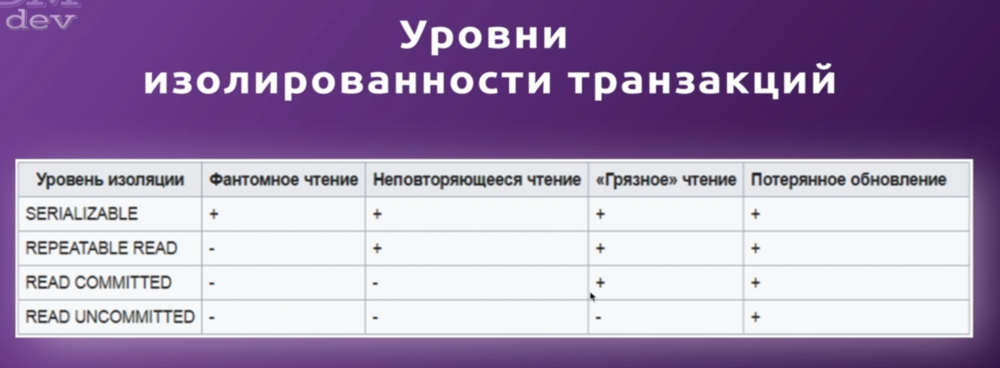 DM
dev
Уровни
изолированности транзакций
Уровень изоляции Фантомное чтение Неповторяющееся чтение «Грязное» чтение Потерянное обновление
SERIALIZABLE + + + +
REPEATABLE READ - + + +
READ COMMITTED - - + +
READ UNCOMMITTED - - - +